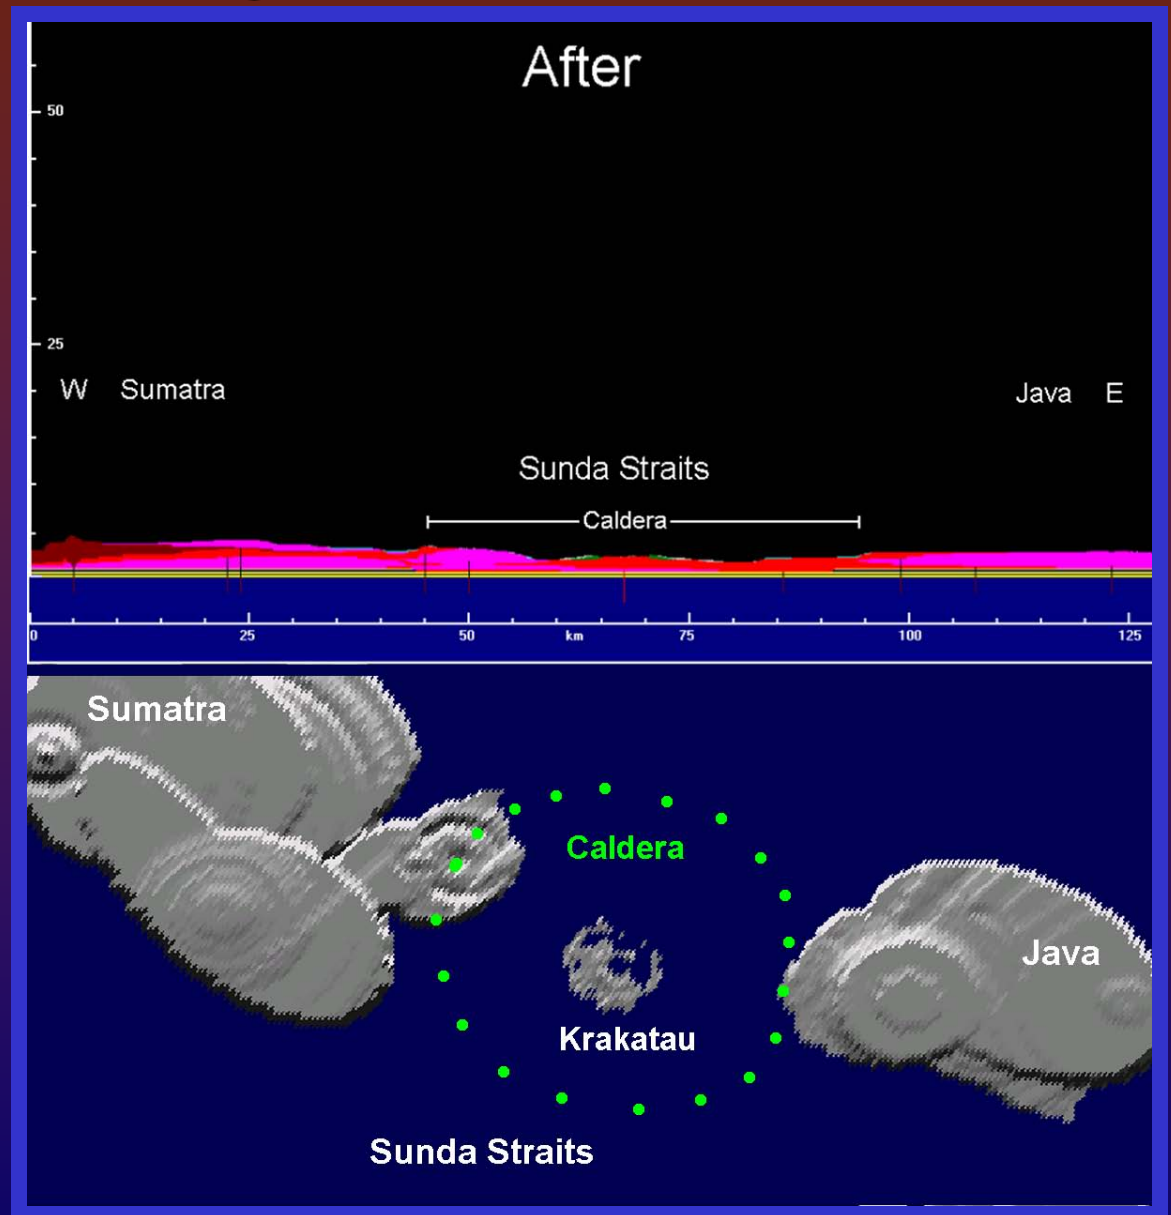 After
50
25
W Sumatra
Java E
Sunda Straits
Caldera
0 25 50 km 75 100 125
Sumatra
Caldera
Java
Krakatau
Sunda Straits